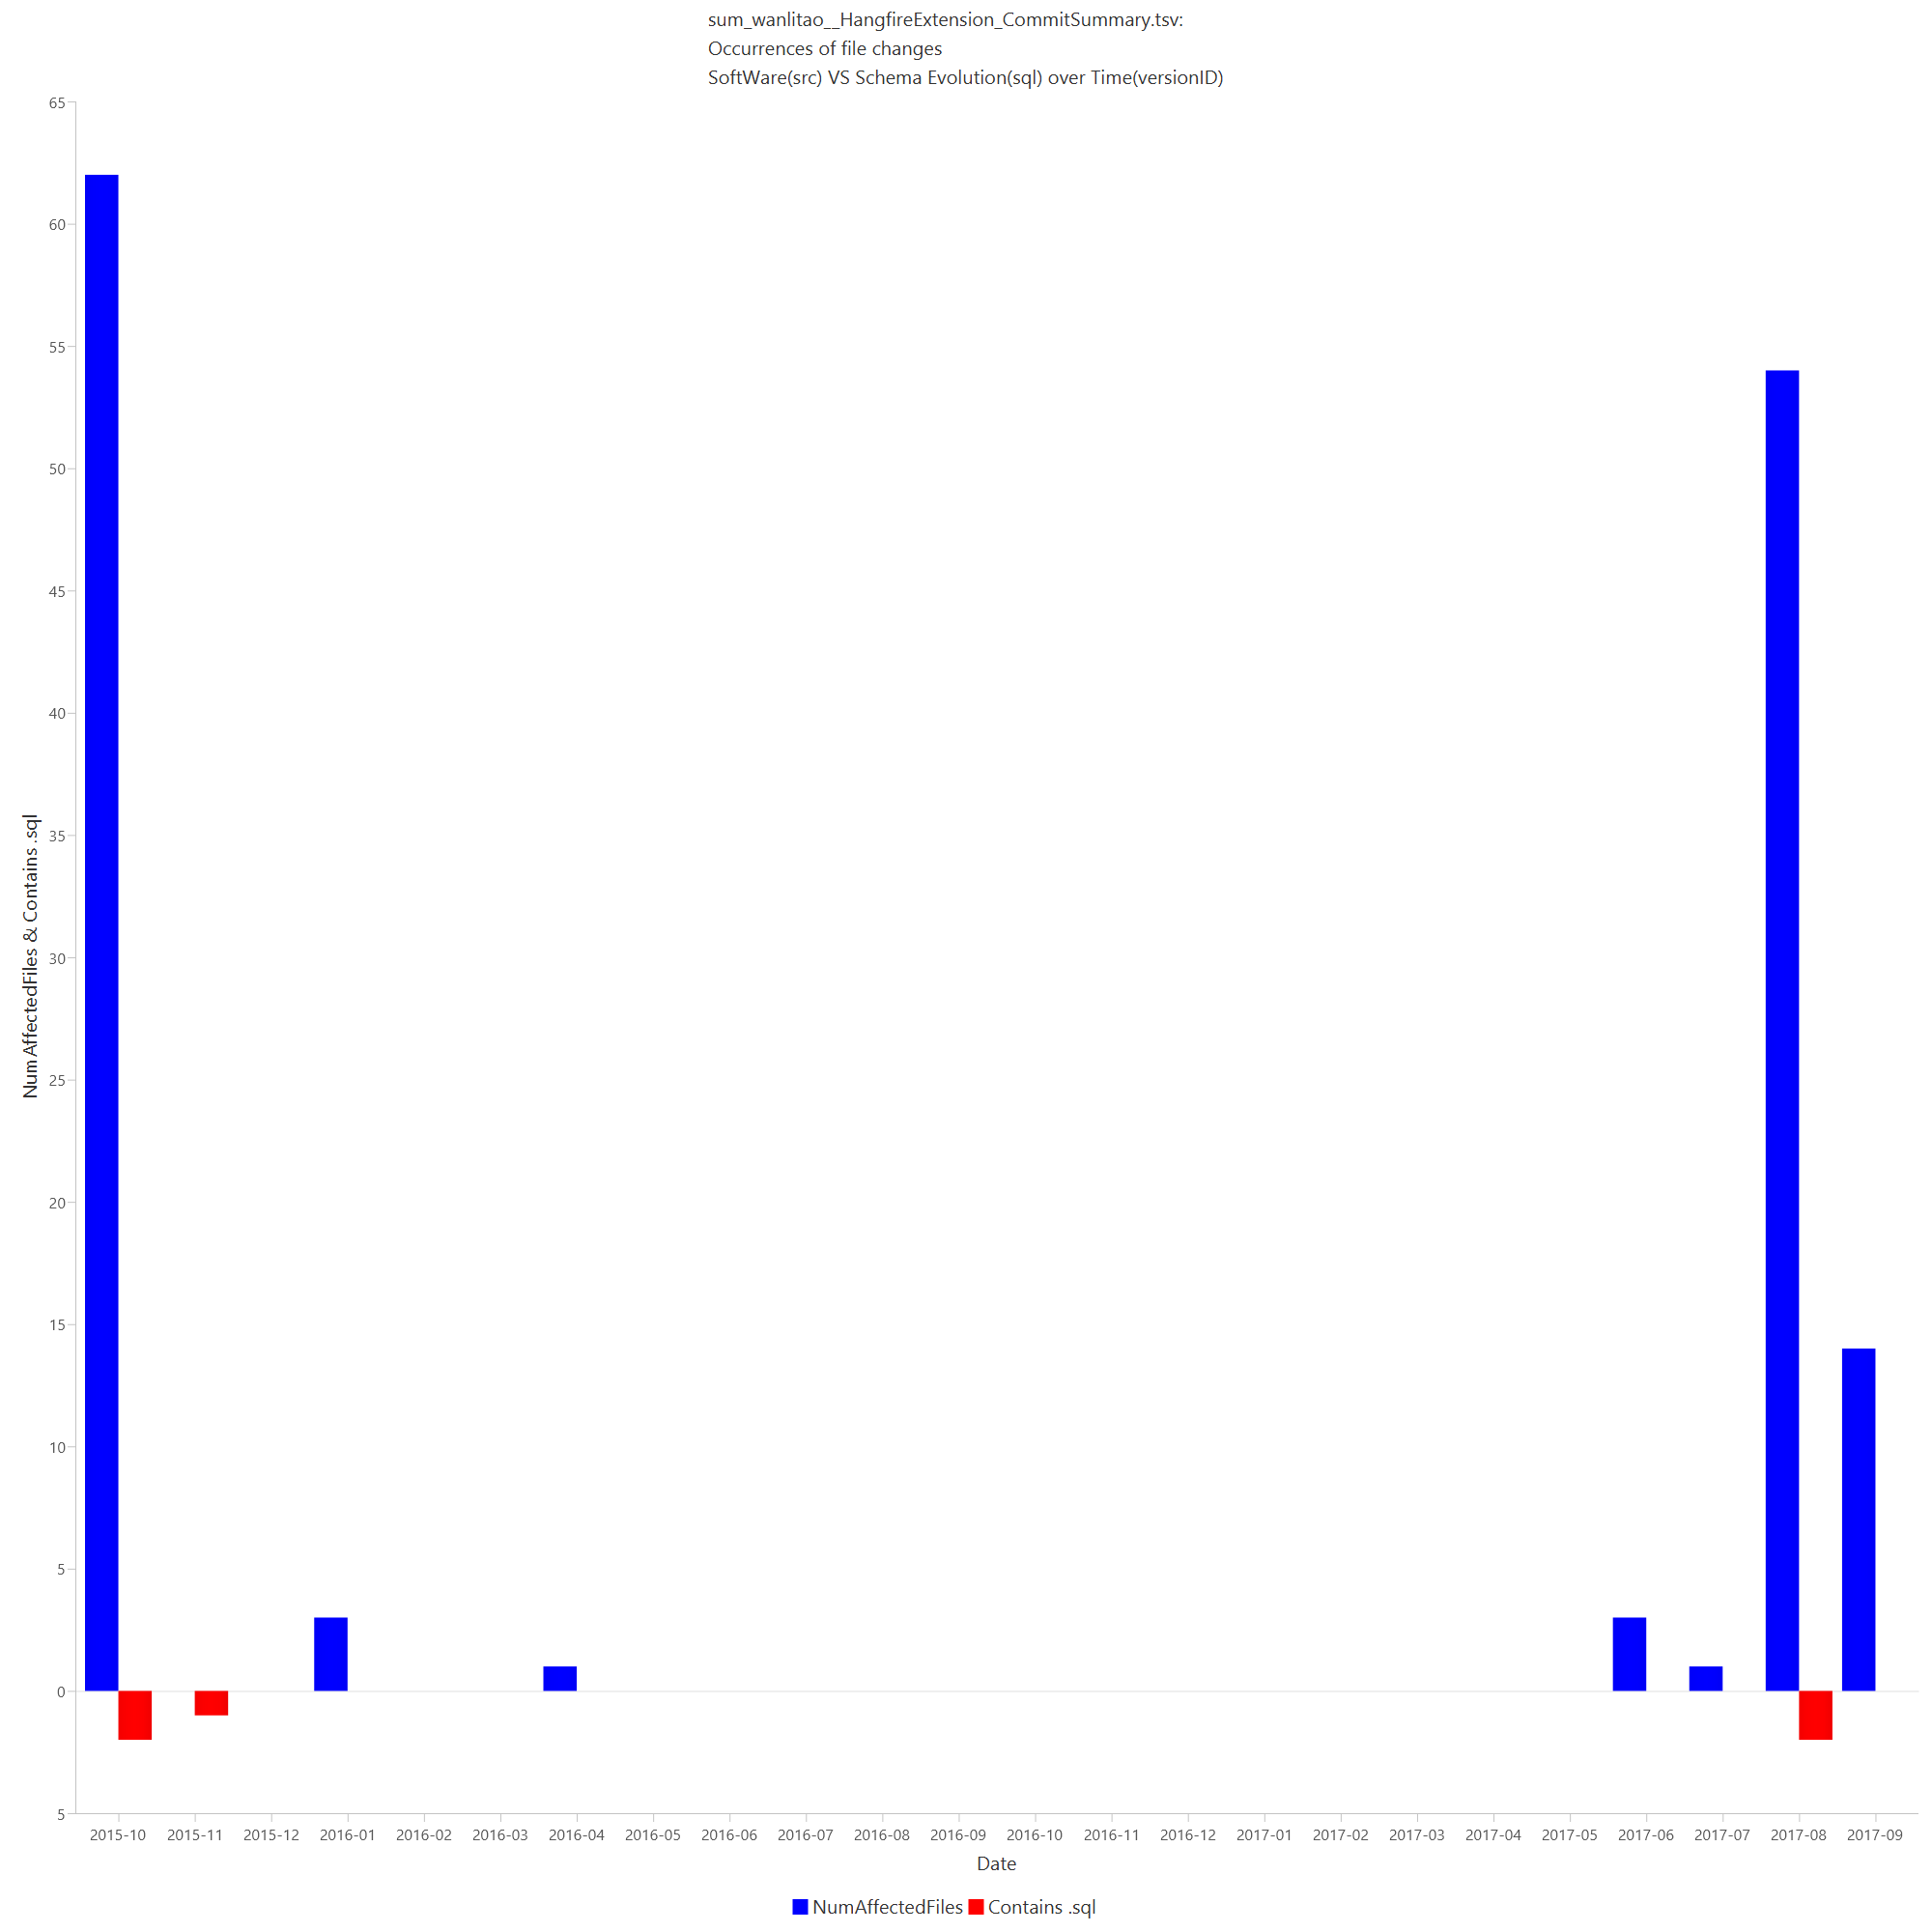 sum_wanlitao__HangfireExtension_CommitSummary.tsv:
Occurrences of file changes
SoftWare(src) VS Schema Evolution(sql) over Time(versionID)
65
60
55
50
45
40
35
30
25
20
15
10
5
0
5
NumAffectedFiles & Contains .sql
2015-10 2015-11 2015-12 2016-01 2016-02 2016-03 2016-04 2016-05 2016-06 2016-07 2016-08 2016-09 2016-10 2016-11 2016-12 2017-01 2017-02 2017-03 2017-04 2017-05 2017-06 2017-07 2017-08 2017-09
Date
NumAffectedFiles Contains .sql